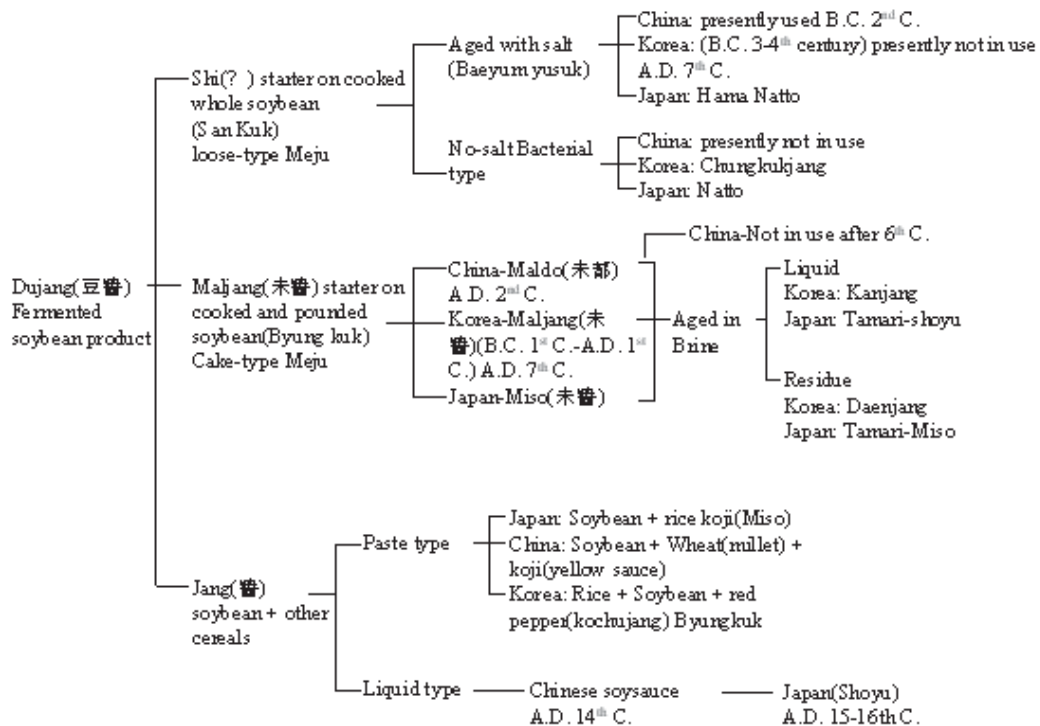 Dujang(豆醬)
Fermented
soybean product
Shi(? ) starter on cooked
whole soybean
(San Kuk)
loose-type Meju
Aged with salt
(Baeyum yusuk)
China: presently used B.C. 2nd C.
Korea: (B.C. 3-4th century) presently not in use
A.D. 7th C.
Japan: Hama Natto
No-salt Bacterial
type
China: presently not in use
Korea: Chungkukjang
Japan: Natto
Maljang(未醬) starter on
cooked and pounded
soybean(Byung kuk)
Cake-type Meju
China-Maldo(未都)
A.D. 2nd C.
Korea-Maljang(未
醬)(B.C. 1st C.-A.D. 1st
C.) A.D. 7th C.
Japan-Miso(未醬)
China-Not in use after 6th C.
Aged in
Brine
Liquid
Korea: Kanjang
Japan: Tamari-shoyu
Residue
Korea: Daenjang
Japan: Tamari-Miso
Jang(醬)
soybean + other
cereals
Paste type
Japan: Soybean + rice koji(Miso)
China: Soybean + Wheat(millet) +
koji(yellow sauce)
Korea: Rice + Soybean + red
pepper(kochujang) Byungkuk
Liquid type
Chinese soysauce
A.D. 14th C.
Japan(Shoyu)
A.D. 15-16th C.